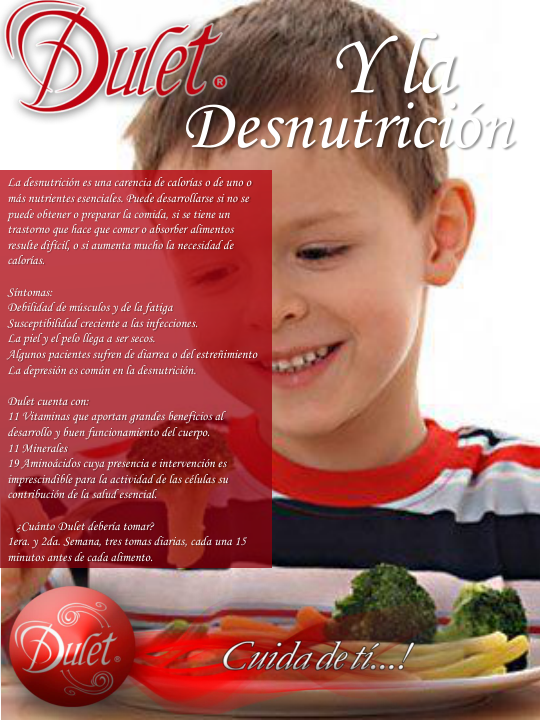 Dulet®
Y la
Desnutrición
La desnutrición es una carencia de calorías o de uno o
más nutrientes esenciales. Puede desarrollarse si no se
puede obtener o preparar la comida, si se tiene un
trastorno que hace que comer o absorber alimentos
resulte difícil, o si aumenta mucho la necesidad de
calorías.
Síntomas:
Debilidad de músculos y de la fatiga
Susceptibilidad creciente a las infecciones.
La piel y el pelo llega a ser secos.
Algunos pacientes sufren de diarrea o del estreñimiento
La depresión es común en la desnutrición.
Dulet cuenta con:
11 Vitaminas que aportan grandes beneficios al
desarrollo y buen funcionamiento del cuerpo.
11 Minerales
19 Aminoácidos cuya presencia e intervención es
imprescindible para la actividad de las células su
contribución de la salud esencial.
¿Cuánto Dulet debería tomar?
1era. y 2da. Semana, tres tomas diarias, cada una 15
minutos antes de cada alimento.
Dulet®
Cuida de tí...!